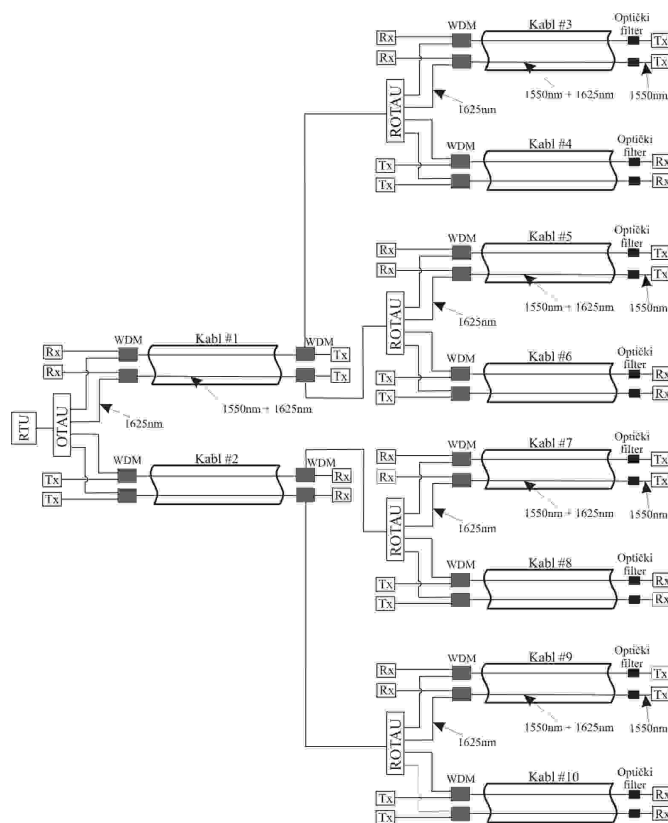 RTU
OTAU
Rx
Rx
Tx
Tx
WDM
Kabl #1
WDM
Tx
Tx
1625nm
1550nm + 1625nm
WDM
Kabl #2
WDM
Rx
Rx
ROTAU
Rx
Rx
WDM
Kabl #3
Optički
filter
Tx
Tx
1625nm
1550nm + 1625nm
1550nm
Tx
Tx
WDM
Kabl #4
Optički
filter
Rx
Rx
ROTAU
Rx
Rx
WDM
Kabl #5
Optički
filter
Tx
Tx
1625nm
1550nm + 1625nm
1550nm
Tx
Tx
WDM
Kabl #6
Optički
filter
Rx
Rx
ROTAU
Rx
Rx
WDM
Kabl #7
Optički
filter
Tx
Tx
1625nm
1550nm + 1625nm
1550nm
Tx
Tx
WDM
Kabl #8
Optički
filter
Rx
Rx
ROTAU
Rx
Rx
WDM
Kabl #9
Optički
filter
Tx
Tx
1625nm
1550nm + 1625nm
1550nm
Tx
Tx
WDM
Kabl #10
Optički
filter
Rx
Rx